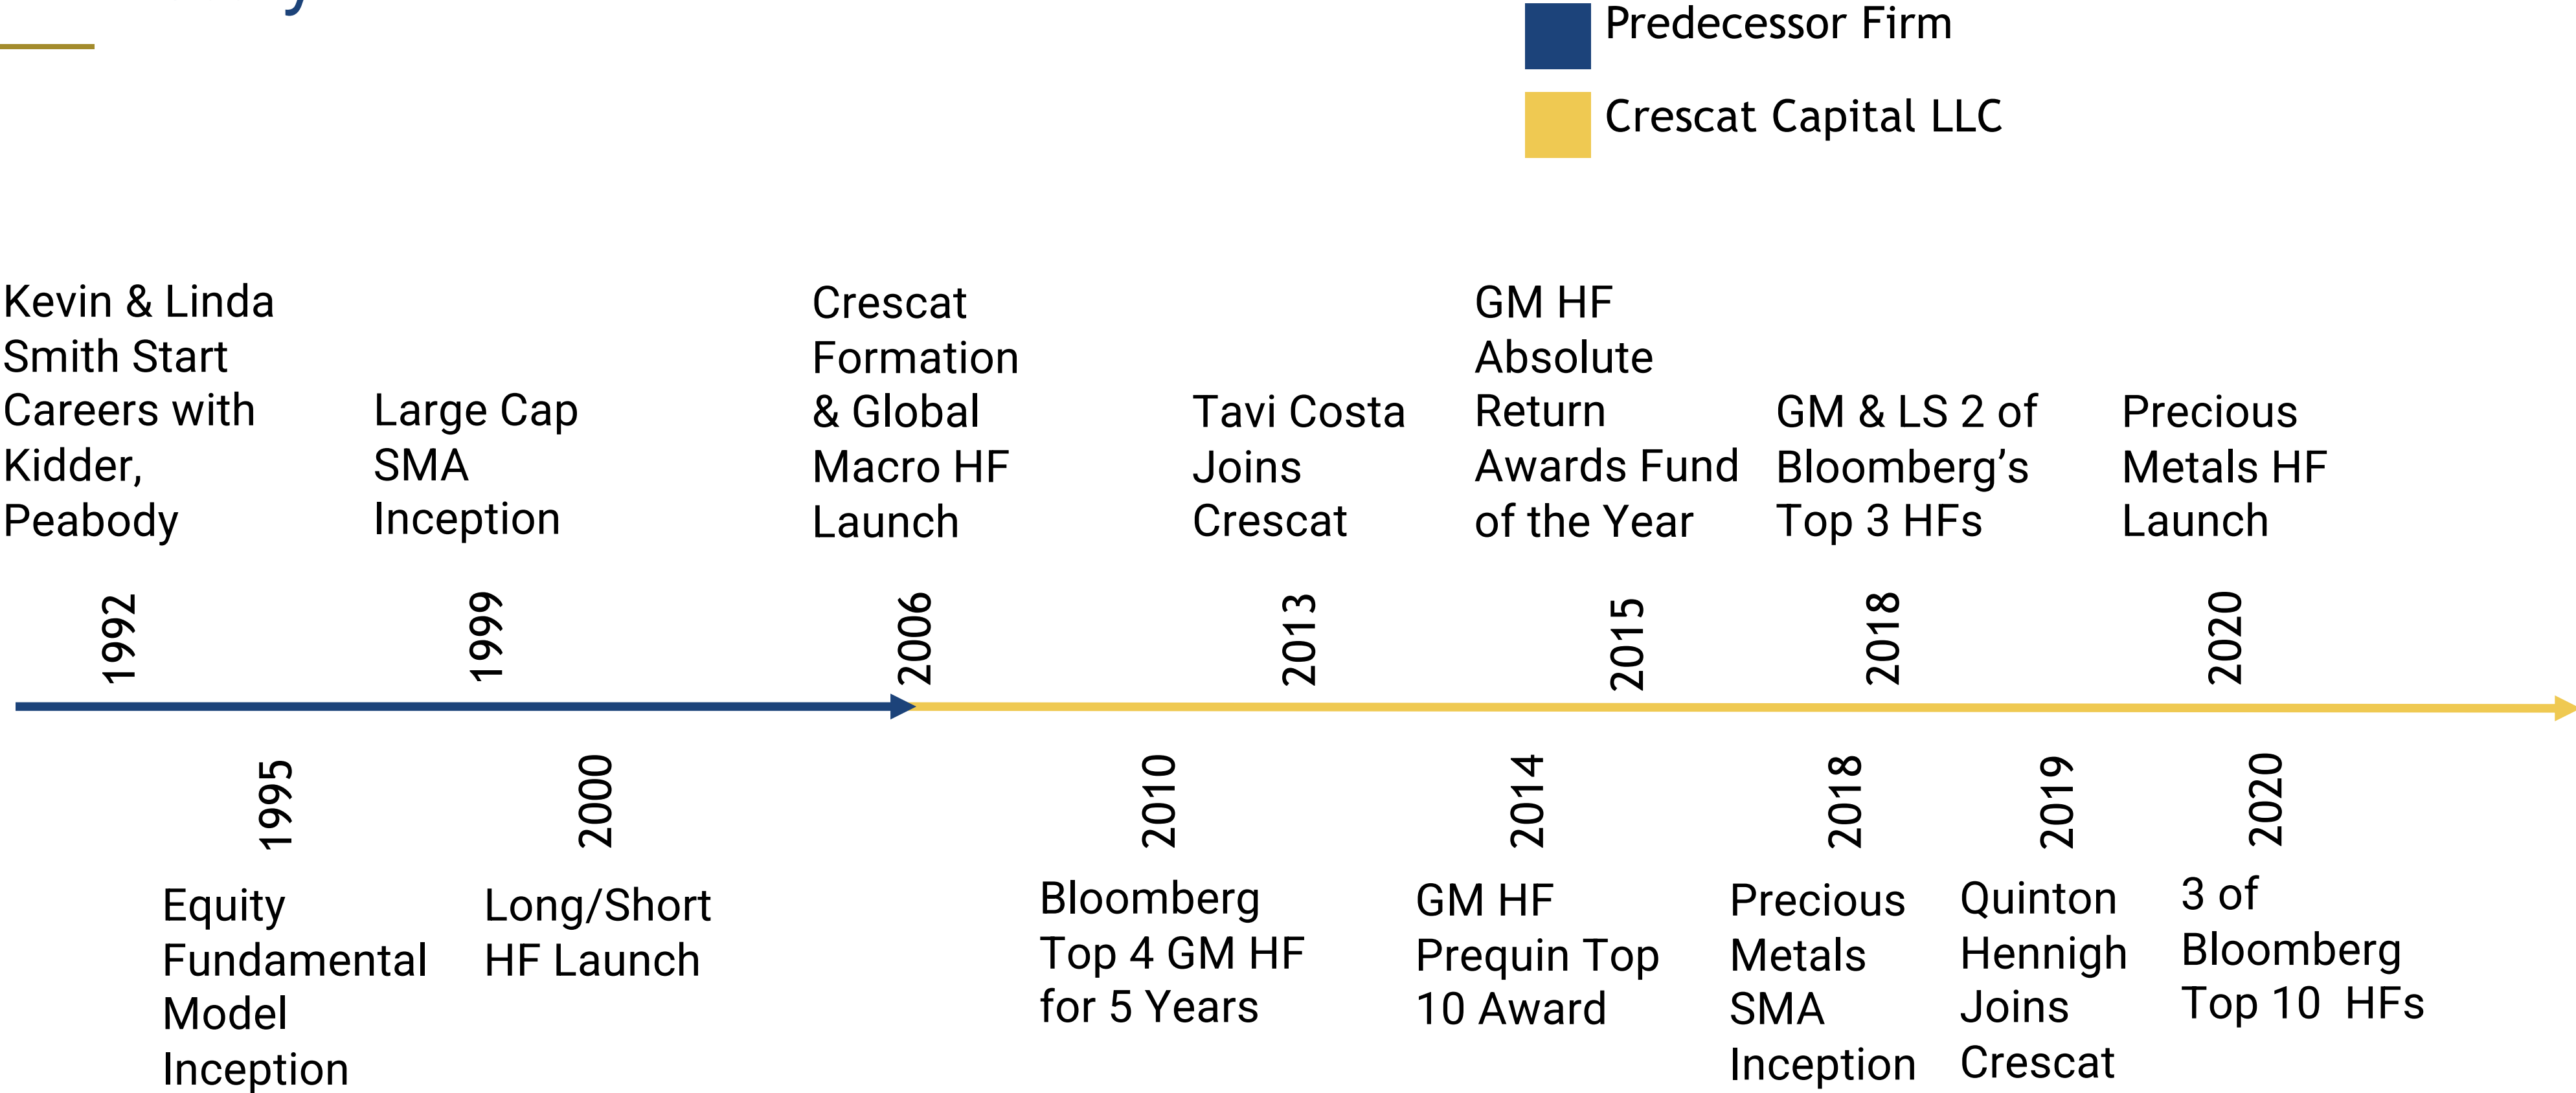 Predecessor Firm
Crescat Capital LLC
Kevin & Linda
Smith Start
Careers with
Kidder,
Peabody
Large Cap
SMA
Inception
Crescat
Formation
& Global
Macro HF
Launch
Tavi Costa
Joins
Crescat
GM HF
Absolute
Return
Awards Fund
of the Year
GM & LS 2 of
Bloomberg’s
Top 3 HFs
Precious
Metals HF
Launch
1992
1999
2006
2013
2015
2018
2020
1995
2000
2010
2014
2018
2019
2020
Equity
Fundamental
Model
Inception
Long/Short
HF Launch
Bloomberg
Top 4 GM HF
for 5 Years
GM HF
Prequin Top
10 Award
Precious
Metals
SMA
Inception
Quinton
Hennigh
Joins
Crescat
3 of
Bloomberg
Top 10  HFs